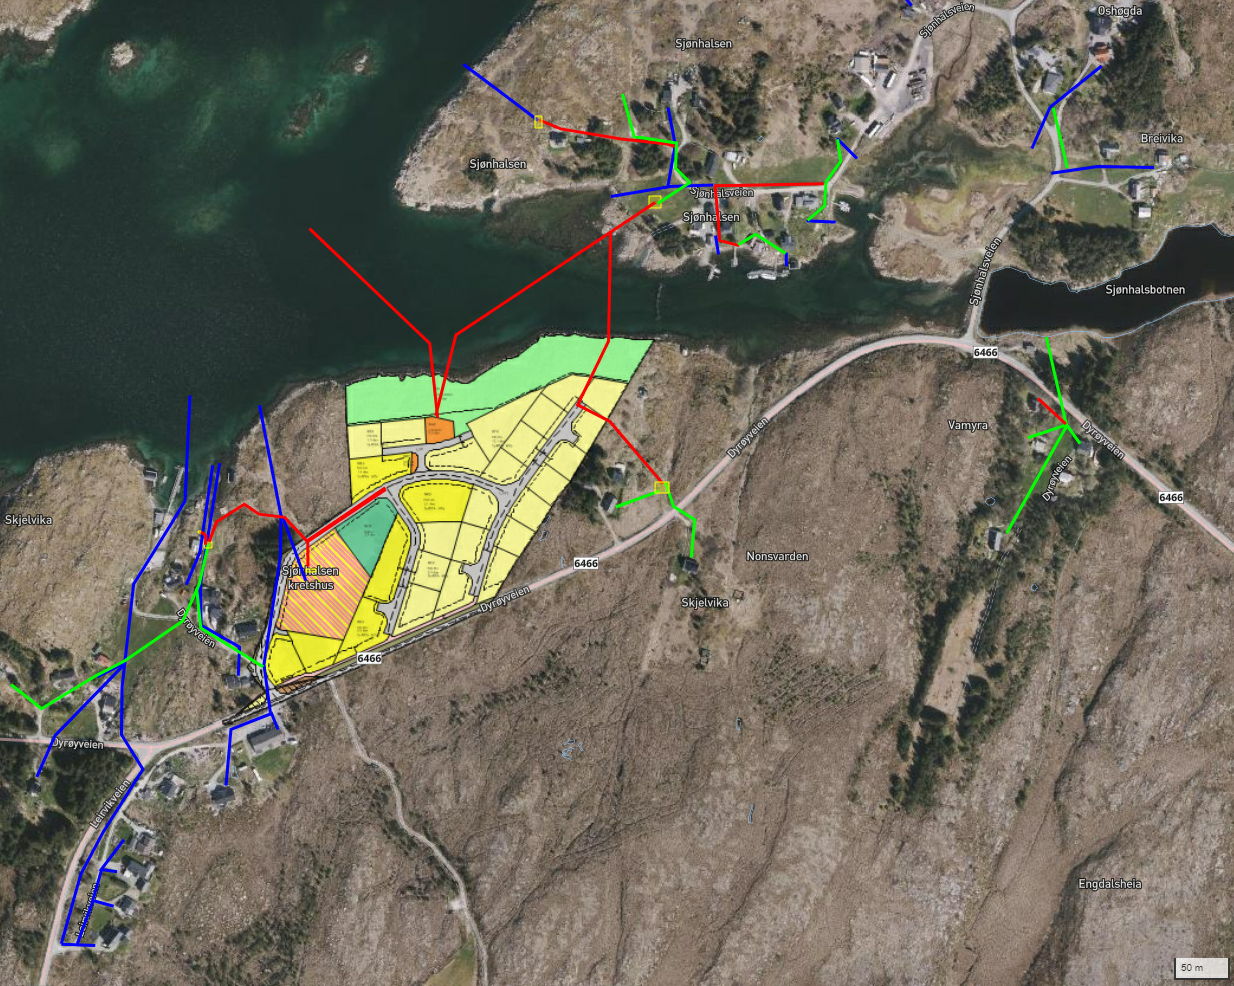 Oshøgda
Sjønhalsveien
Sjønhalsen
Breivika
Sjønhalsen
Sjønhalsveien
Sjønhalsen
Sjønhalsveien
Sjønhalsbotnen
6466
Vamyra
Dyrøyveien
Dyrøyveien
Dyrøyveien
6466
Skjelvika
Nonsvarden
6466
Sjønhalsen
kretshus
Dyrøyveien
Skjelvika
Dyrøyveien
6466
Dyrøyveien
Leirvikveien
Engdalsheia
50 m